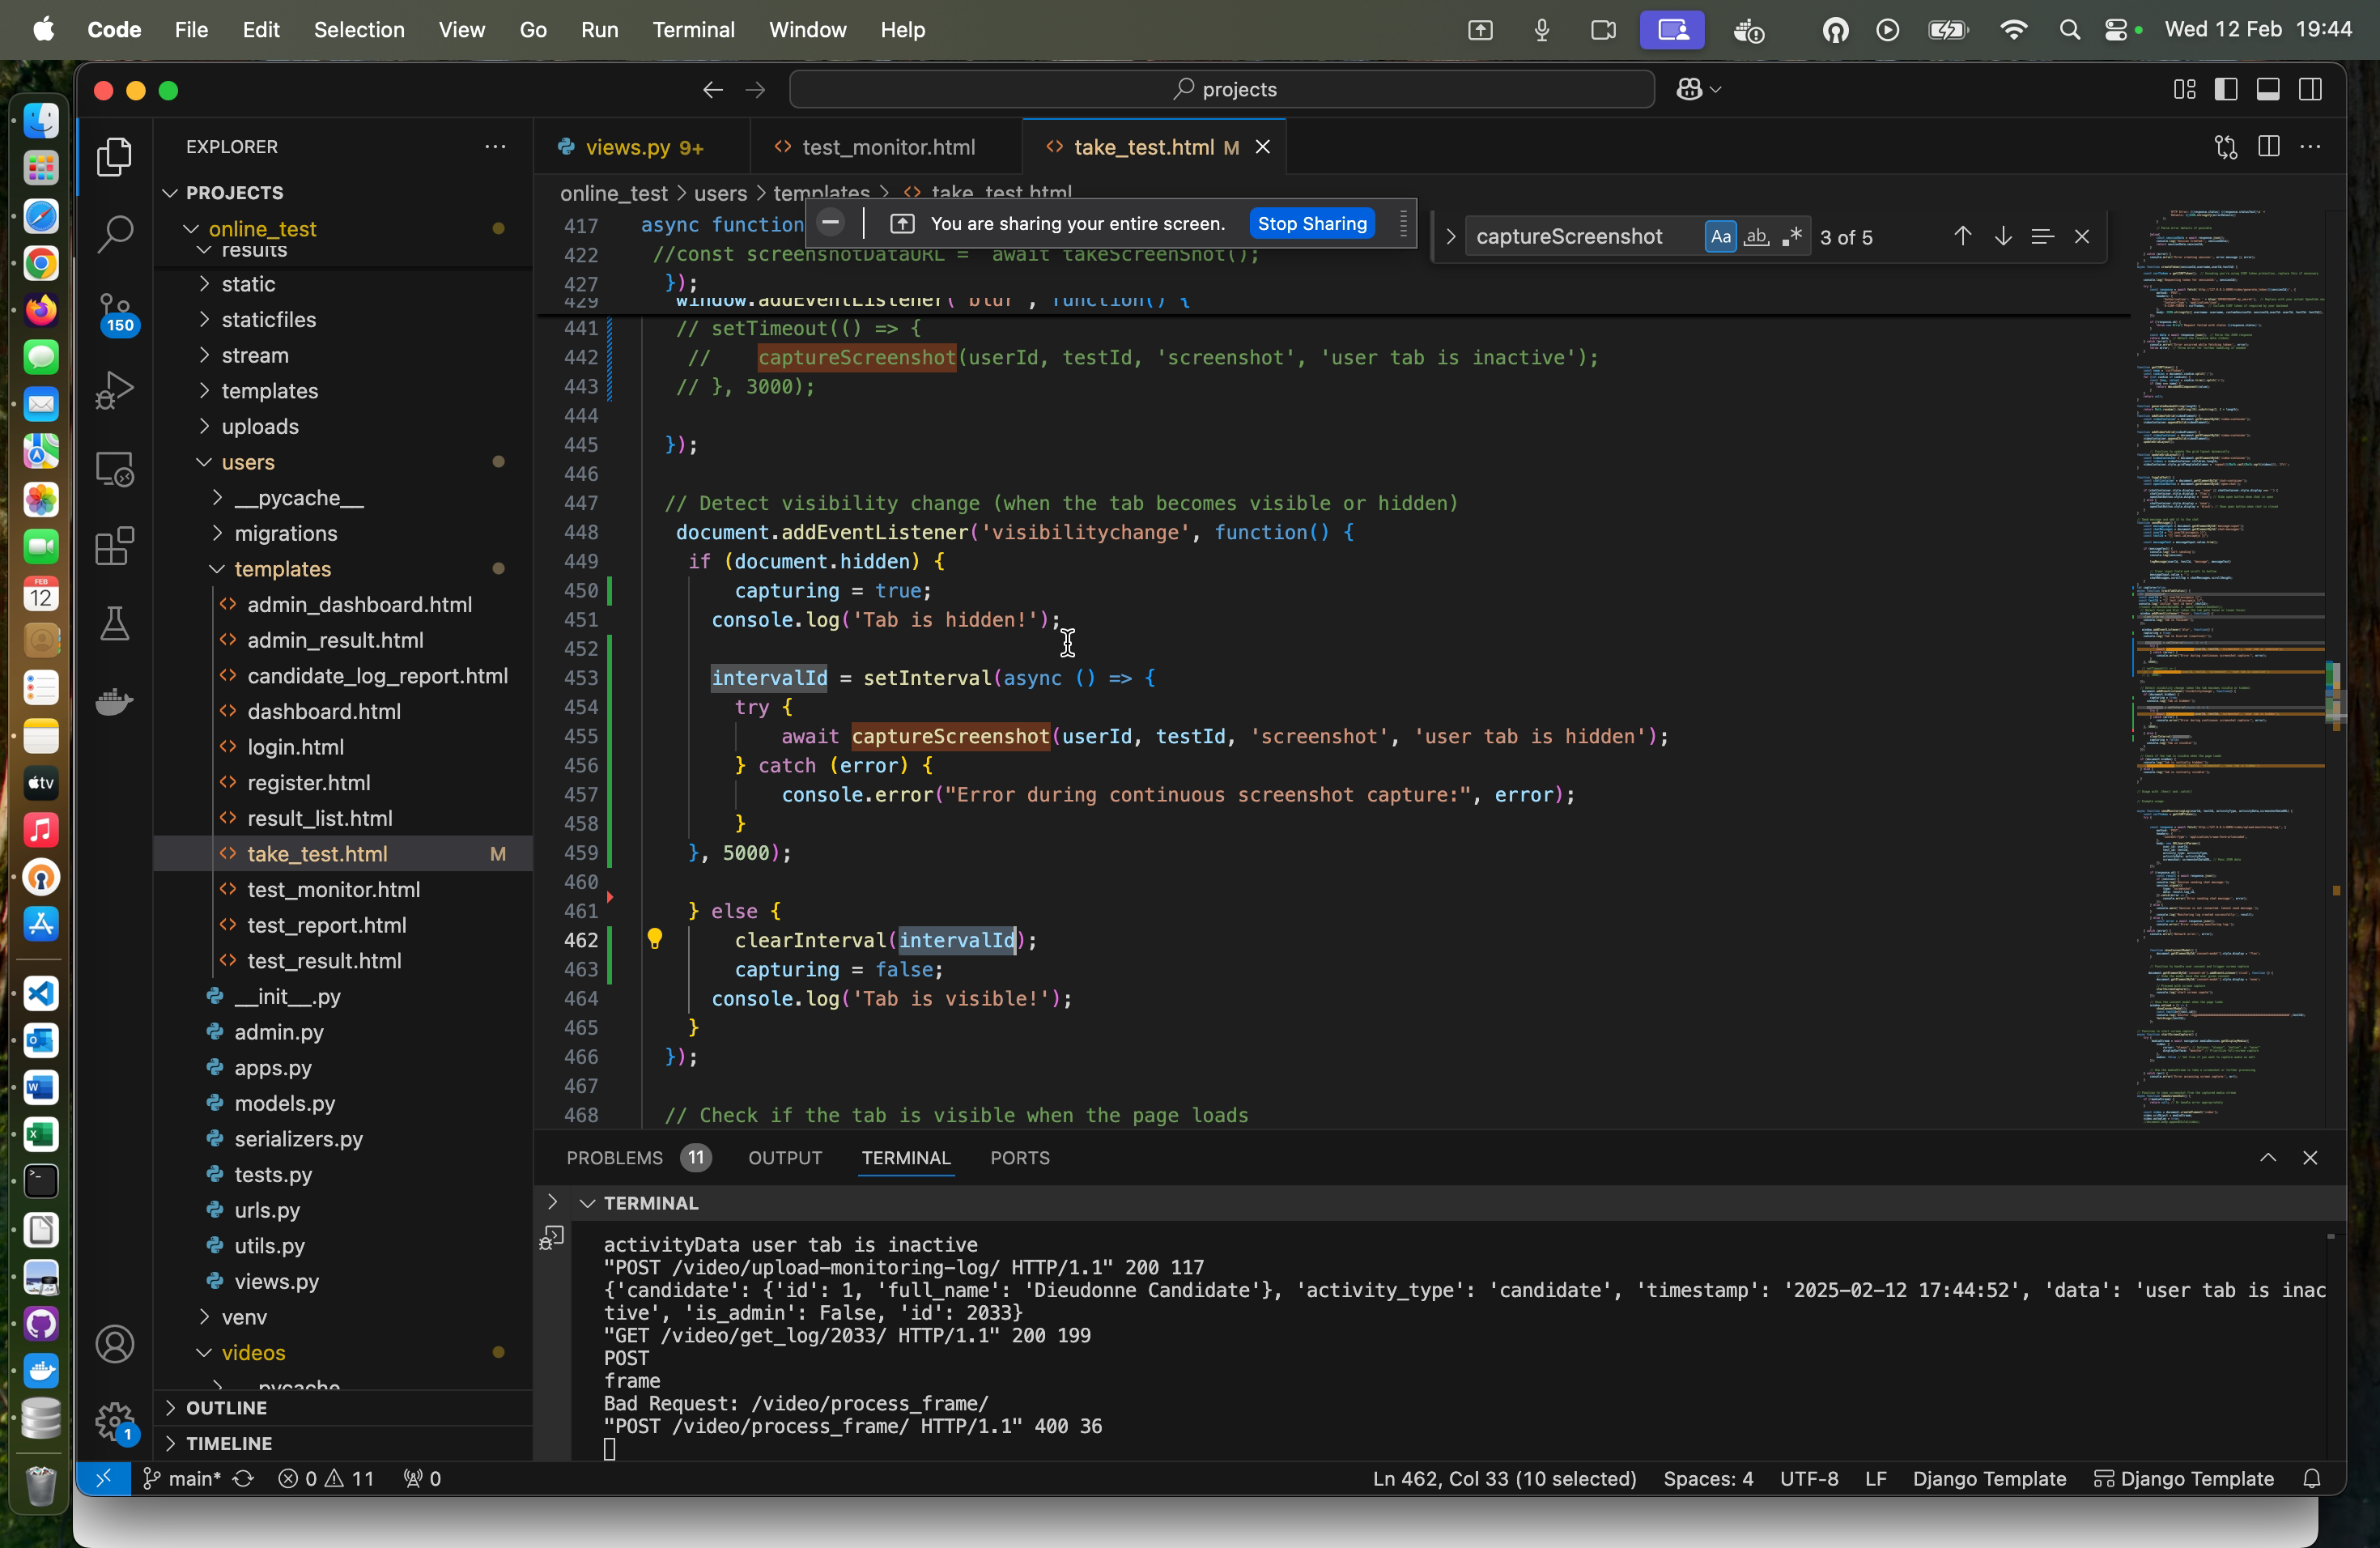 Code File Edit Selection View Go Run Terminal Window Help Wed 12 Feb 19:44
projects
EXPLORER
views.py 9+
test_monitor.html
take_test.html M
PROJECTS
online_test
results
static
staticfiles
stream
templates
uploads
users
__pycache__
migrations
templates
admin_dashboard.html
admin_result.html
candidate_log_report.html
dashboard.html
login.html
register.html
result_list.html
take_test.html M
test_monitor.html
test_report.html
test_result.html
__init__.py
admin.py
apps.py
models.py
serializers.py
tests.py
urls.py
utils.py
views.py
venv
videos
pycache
OUTLINE
TIMELINE
150
1
FEB
12
tv
online_test > users > templates > take_test.html
You are sharing your entire screen. Stop Sharing
captureScreenshot Aa ab 3 of 5
417 async function
422 //const screenshotDataURL = await takeScreenShot();
427 });
429 window.addEventListener('blur', function() {
441 // setTimeout(() => {
442 // captureScreenshot(userId, testId, 'screenshot', 'user tab is inactive');
443 // }, 3000);
444
445 });
446
447 // Detect visibility change (when the tab becomes visible or hidden)
448 document.addEventListener('visibilitychange', function() {
449 if (document.hidden) {
450 capturing = true;
451 console.log('Tab is hidden!');
452
453 intervalId = setInterval(async () => {
454 try {
455 await captureScreenshot(userId, testId, 'screenshot', 'user tab is hidden');
456 } catch (error) {
457 console.error("Error during continuous screenshot capture:", error);
458 }
459 }, 5000);
460
461 } else {
462 clearInterval(intervalId);
463 capturing = false;
464 console.log('Tab is visible!');
465 }
466 });
467
468 // Check if the tab is visible when the page loads
PROBLEMS 11 OUTPUT TERMINAL PORTS
TERMINAL
activityData user tab is inactive
"POST /video/upload-monitoring-log/ HTTP/1.1" 200 117
{'candidate': {'id': 1, 'full_name': 'Dieudonne Candidate'}, 'activity_type': 'candidate', 'timestamp': '2025-02-12 17:44:52', 'data': 'user tab is inac
tive', 'is_admin': False, 'id': 2033}
"GET /video/get_log/2033/ HTTP/1.1" 200 199
POST
frame
Bad Request: /video/process_frame/
"POST /video/process_frame/ HTTP/1.1" 400 36
main* 0 11 0 Ln 462, Col 33 (10 selected) Spaces: 4 UTF-8 LF Django Template Django Template